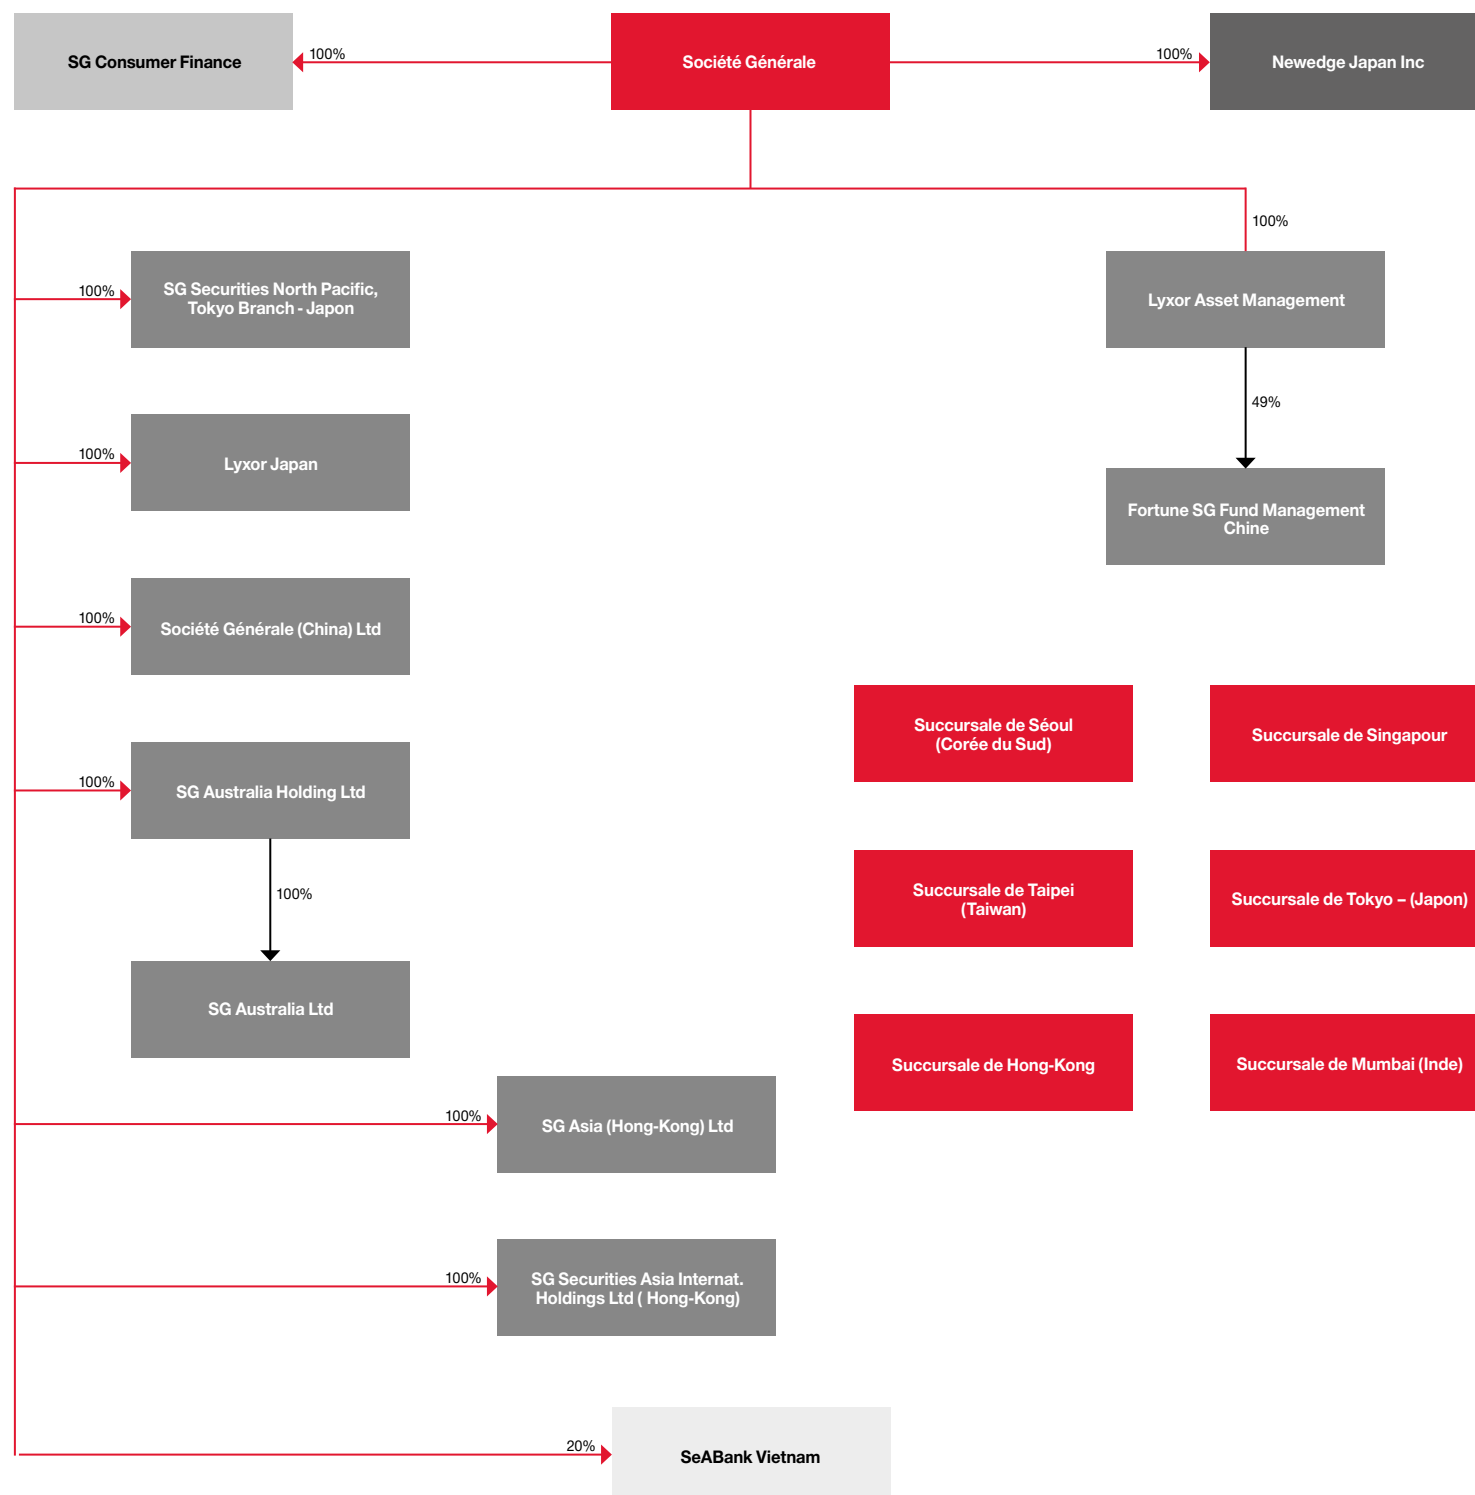 SG Consumer Finance
100%
Société Générale
100%
Newedge Japan Inc
100%
100%
SG Securities North Pacific,
Tokyo Branch - Japon
Lyxor Asset Management
49%
100%
Lyxor Japan
Fortune SG Fund Management
Chine
100%
Société Générale (China) Ltd
Succursale de Séoul
(Corée du Sud)
Succursale de Singapour
100%
SG Australia Holding Ltd
100%
Succursale de Taipei
(Taiwan)
Succursale de Tokyo – (Japon)
SG Australia Ltd
Succursale de Hong-Kong
Succursale de Mumbai (Inde)
100%
SG Asia (Hong-Kong) Ltd
100%
SG Securities Asia Internat.
Holdings Ltd ( Hong-Kong)
20%
SeABank Vietnam